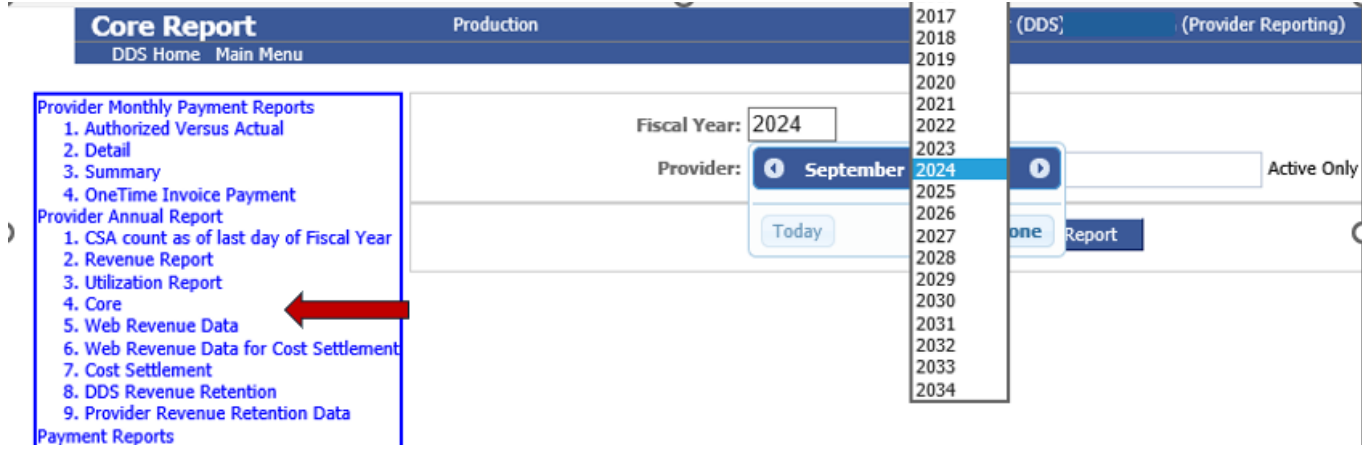 Core Report Production (DDS) (Provider Reporting)
DDS Home Main Menu
Provider Monthly Payment Reports
1. Authorized Versus Actual
2. Detail
3. Summary
4. OneTime Invoice Payment
Provider Annual Report
1. CSA count as of last day of Fiscal Year
2. Revenue Report
3. Utilization Report
4. Core
5. Web Revenue Data
6. Web Revenue Data for Cost Settlement
7. Cost Settlement
8. DDS Revenue Retention
9. Provider Revenue Retention Data
Payment Reports
Fiscal Year: 2024
Provider: Active Only
September
Today
Report
2017
2018
2019
2020
2021
2022
2023
2024
2025
2026
2027
2028
2029
2030
2031
2032
2033
2034